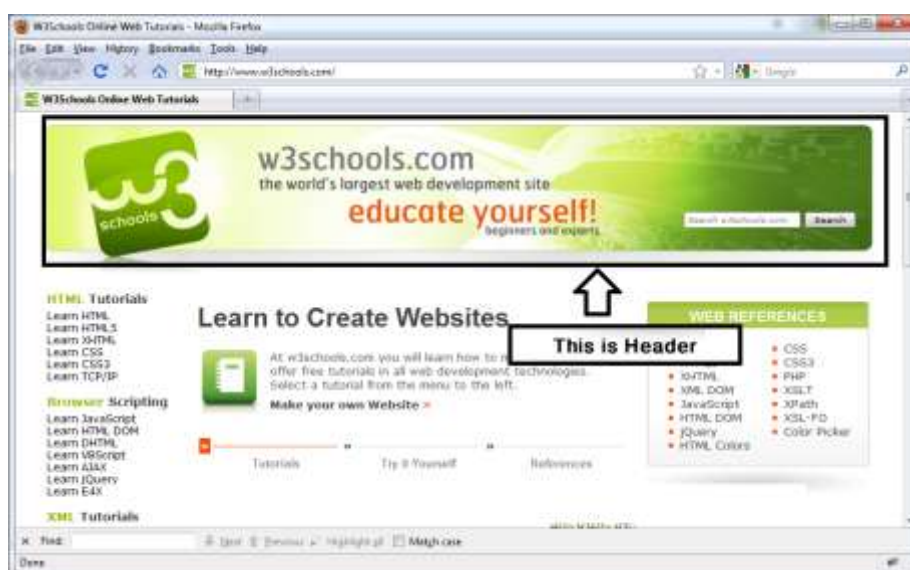 W3Schools Online Web Tutorials - Mozilla Firefox
File Edit View History Bookmarks Tools Help
http://www.w3schools.com/
Google
W3Schools Online Web Tutorials
w3 schools
w3schools.com
the world's largest web development site
educate yourself!
beginners and experts
Search w3schools.com
Search
This is Header
HTML Tutorials
Learn HTML
Learn HTML5
Learn XHTML
Learn CSS
Learn CSS3
Learn TCP/IP
Browser Scripting
Learn JavaScript
Learn HTML DOM
Learn DHTML
Learn VBScript
Learn AJAX
Learn jQuery
Learn E4X
XML Tutorials
Learn to Create Websites
At w3schools.com you will learn how to
offer free tutorials in all web development technologies.
Select a tutorial from the menu to the left.
Make your own Website »
Tutorials
Try it Yourself
References
WEB REFERENCES
XHTML
XML DOM
JavaScript
HTML DOM
jQuery
HTML Colors
CSS
CSS3
PHP
XSLT
XPath
XSL-FO
Color Picker
x Find:
Next
Previous
Highlight all
Match case
Done